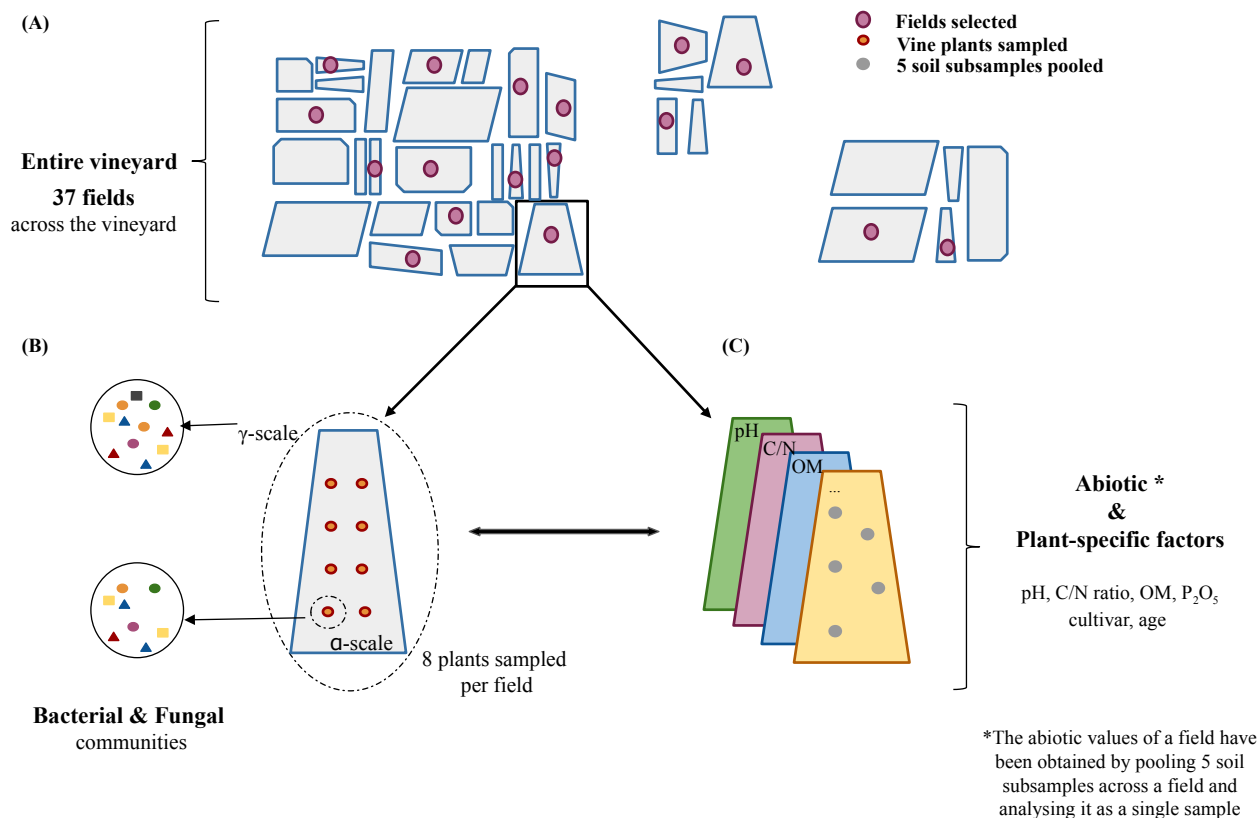 (A)
Fields selected
Vine plants sampled
5 soil subsamples pooled
Entire vineyard
37 fields
across the vineyard
(B)
(C)
γ-scale
α-scale
8 plants sampled
per field
Bacterial & Fungal
communities
pH
C/N
OM
...
Abiotic *
&
Plant-specific factors
pH, C/N ratio, OM, P₂O₅
cultivar, age
*The abiotic values of a field have
been obtained by pooling 5 soil
subsamples across a field and
analysing it as a single sample